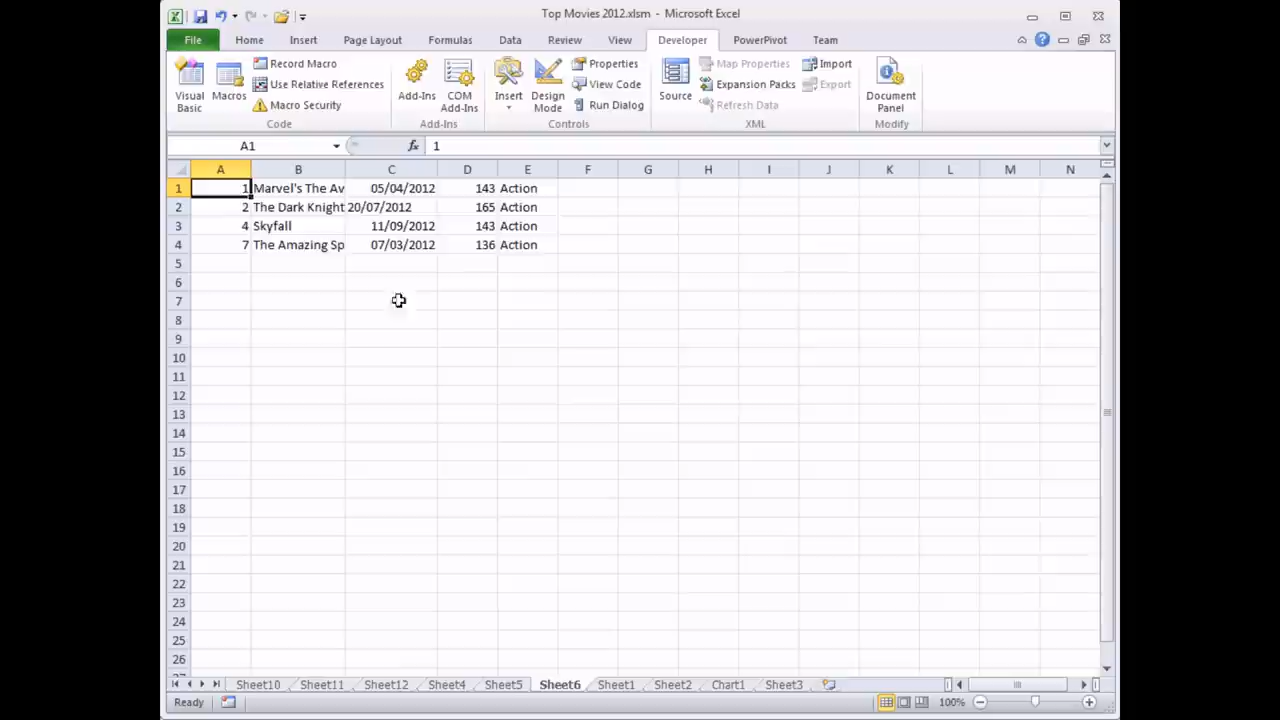 Top Movies 2012.xlsm - Microsoft Excel
File Home Insert Page Layout Formulas Data Review View Developer PowerPivot Team
Visual Basic
Macros
Record Macro
Use Relative References
Macro Security
Code
Add-Ins
COM Add-Ins
Add-Ins
Insert
Design Mode
Properties
View Code
Run Dialog
Controls
Source
Map Properties
Expansion Packs
Refresh Data
Import
Export
XML
Document Panel
Modify
A1 fx 1
A B C D E F G H I J K L M N
1 1 Marvel's The Av 05/04/2012 143 Action
2 2 The Dark Knight 20/07/2012 165 Action
3 4 Skyfall 11/09/2012 143 Action
4 7 The Amazing Sp 07/03/2012 136 Action
5
6
7
8
9
10
11
12
13
14
15
16
17
18
19
20
21
22
23
24
25
26
Sheet10 Sheet11 Sheet12 Sheet4 Sheet5 Sheet6 Sheet1 Sheet2 Chart1 Sheet3
Ready 100%